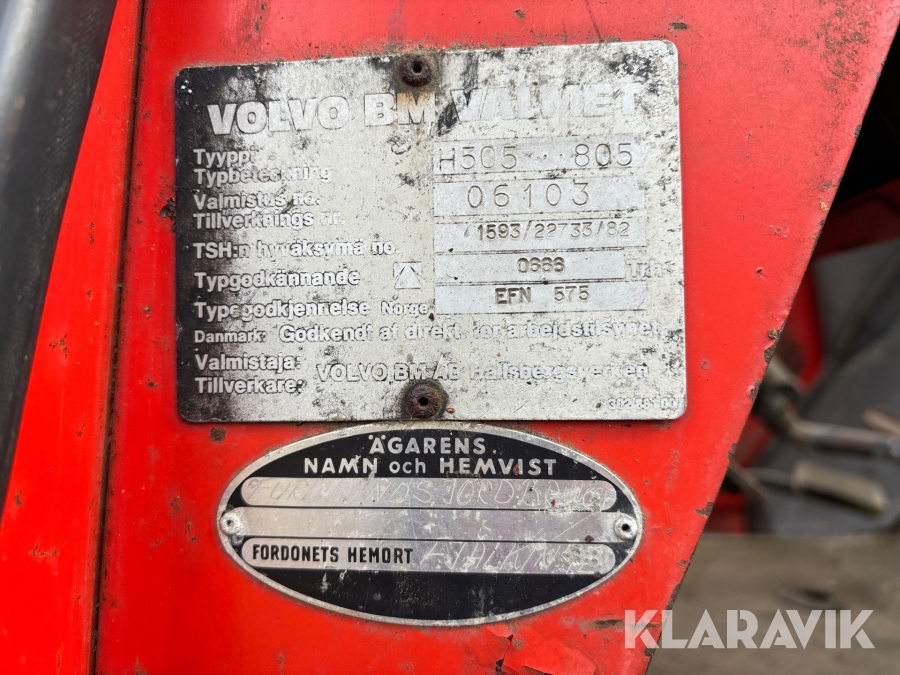 VOLVO BM VALMET
Tyyppi H505 805
Typbeteckning
Valmistus no. 06103
Tillverknings nr.
TSH:n hyväksymä no. 1593/22733/82
Typgodkännande 0666
Typegodkjennelse Norge EFN 575
Danmark: Godkendt af direkt. for arbejdstilsynet
Valmistaja: VOLVO BM AB Hallsbergsverken
Tillverkare:
ÄGARENS
NAMN och HEMVIST
FORDONETS HEMORT
KLARAVIK